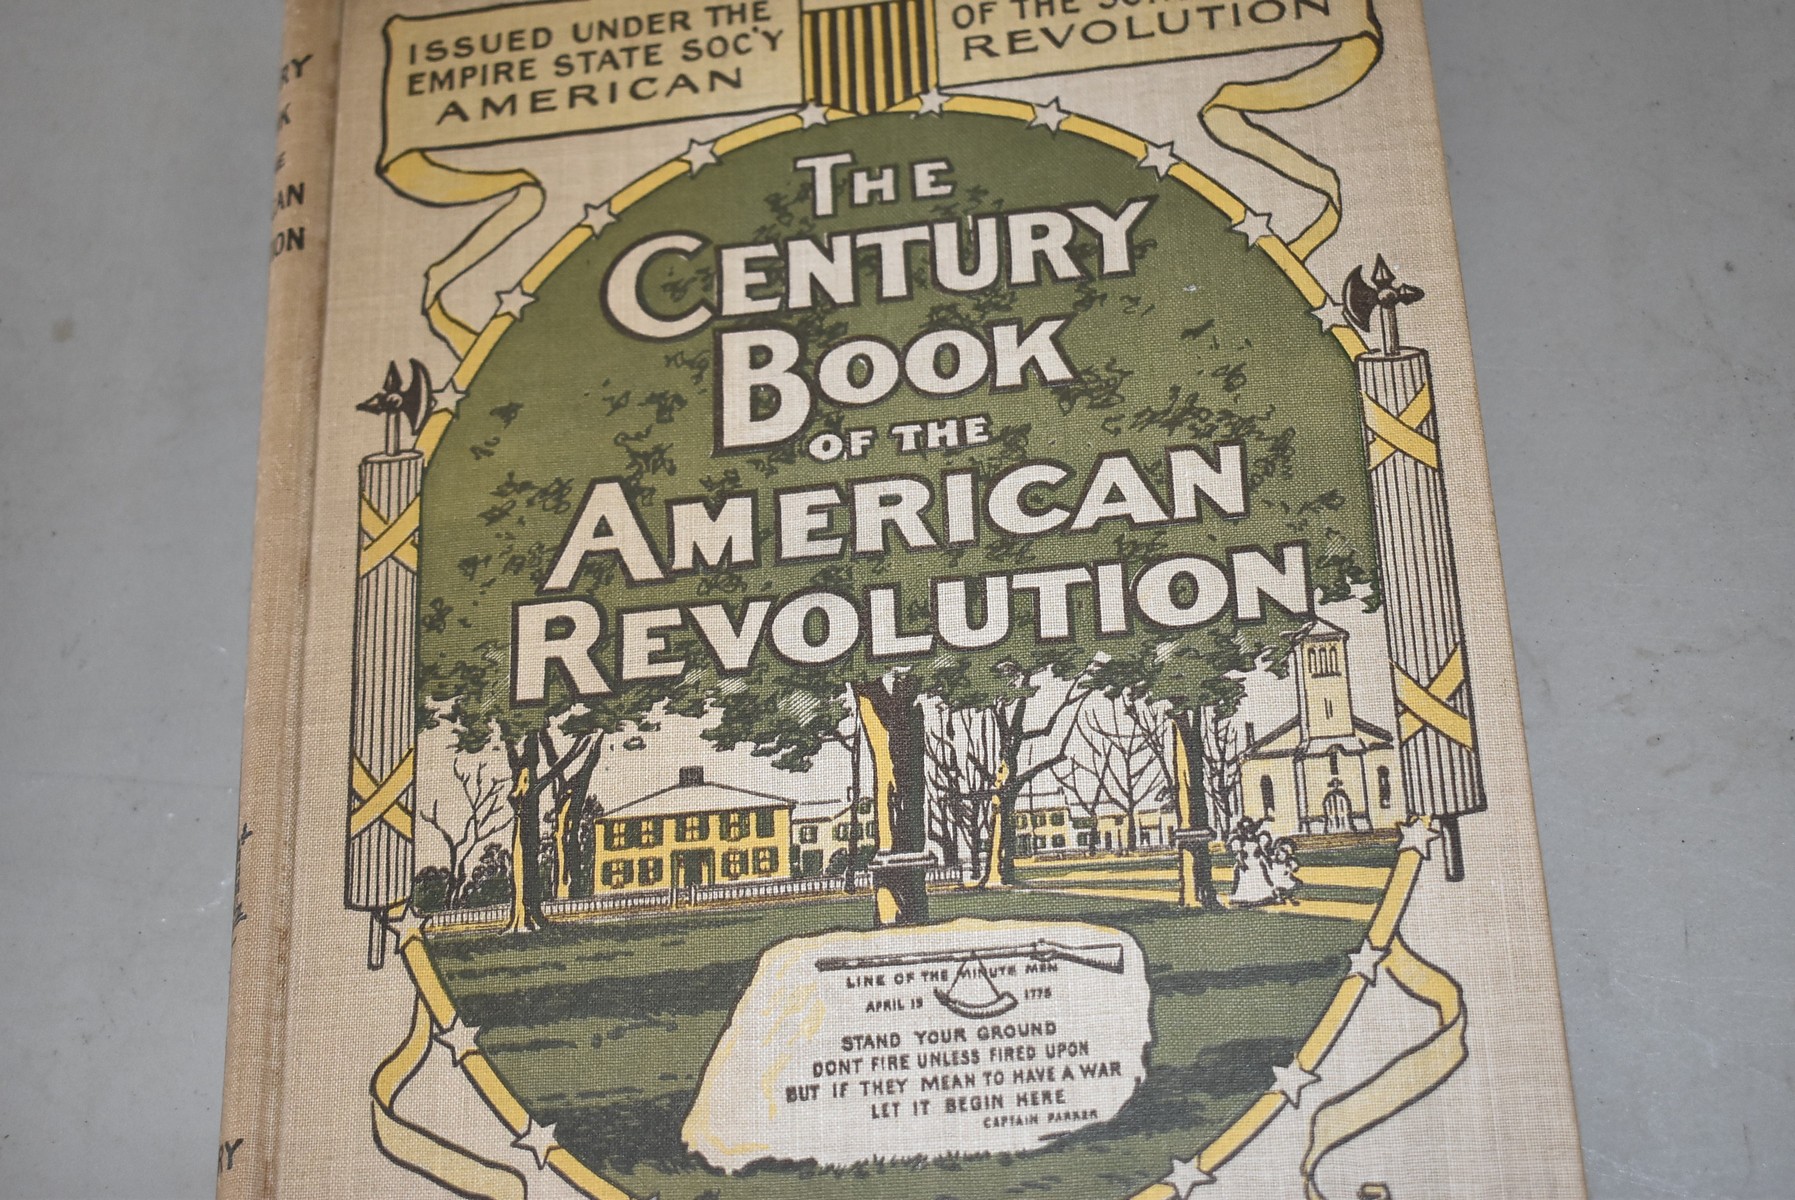 ISSUED UNDER THE
EMPIRE STATE SOC'Y
AMERICAN
OF THE
REVOLUTION
THE
CENTURY
BOOK
OF THE
AMERICAN
REVOLUTION
LINE OF THE MINUTE MEN
APRIL 19 1775
STAND YOUR GROUND
DONT FIRE UNLESS FIRED UPON
BUT IF THEY MEAN TO HAVE A WAR
LET IT BEGIN HERE
CAPTAIN PARKER